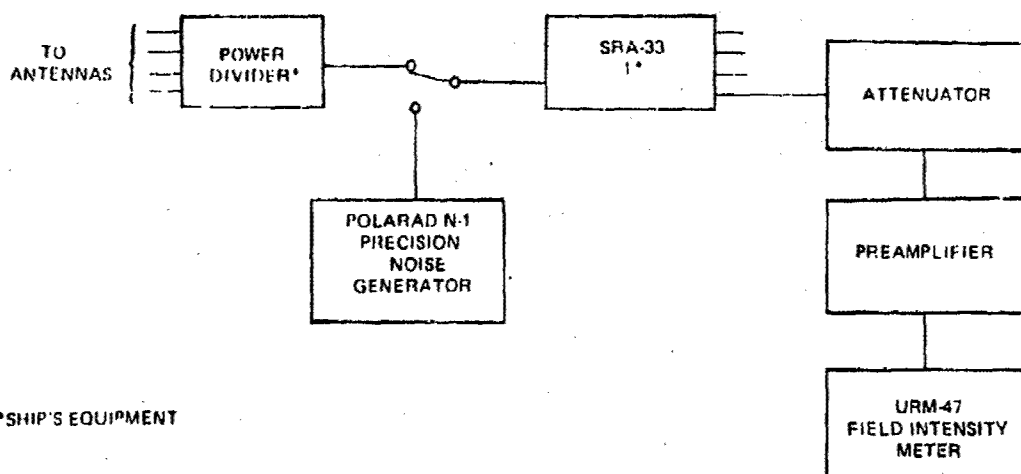 TO
ANTENNAS
POWER
DIVIDER*
SRA-33
1*
ATTENUATOR
POLARAD N-1
PRECISION
NOISE
GENERATOR
PREAMPLIFIER
*SHIP'S EQUIPMENT
URM-47
FIELD INTENSITY
METER